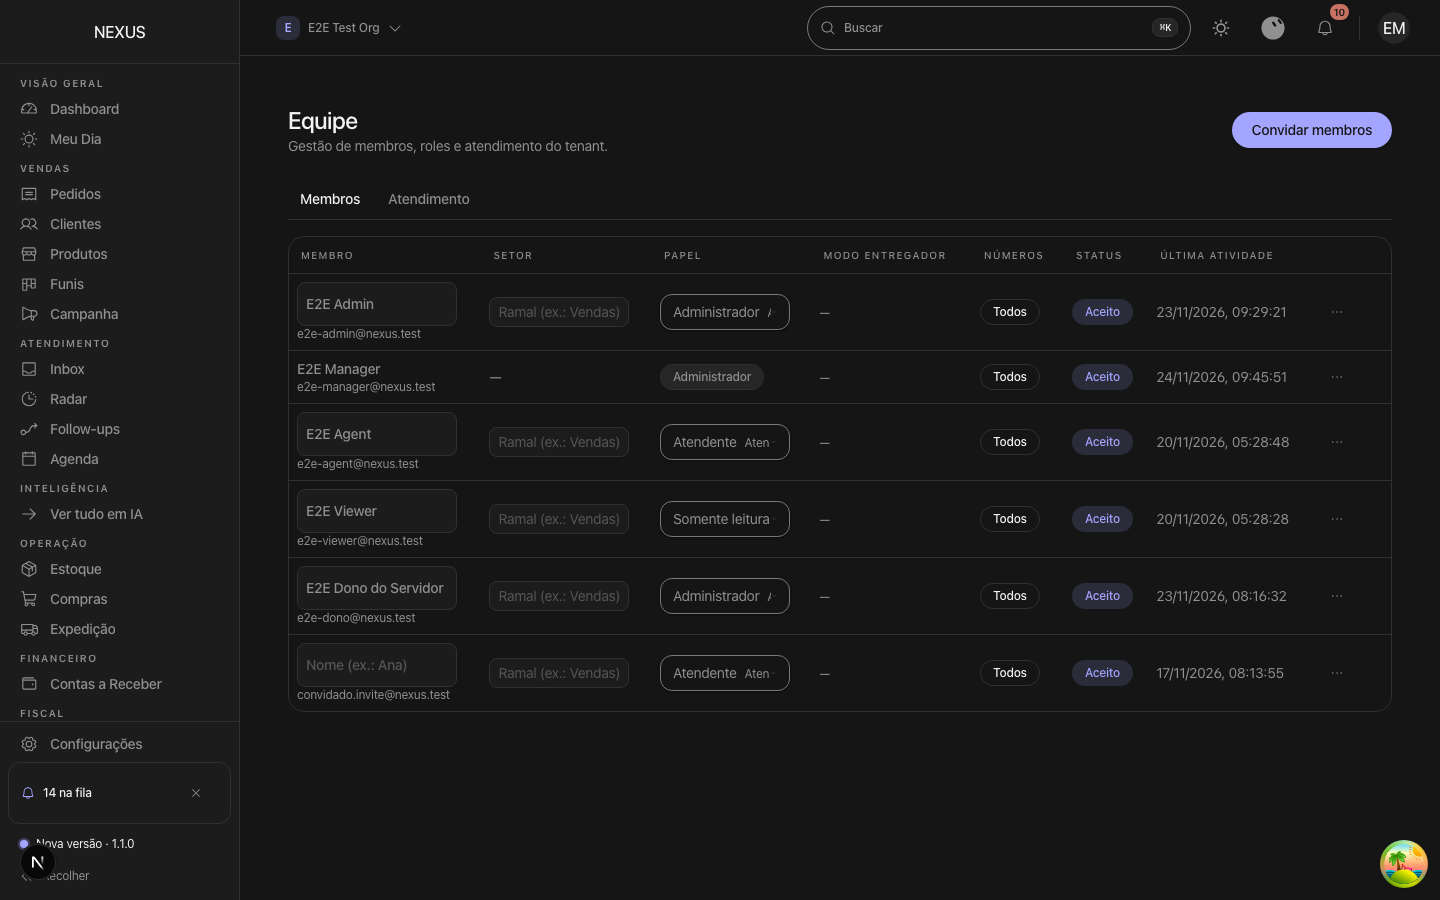 NEXUS
E E2E Test Org
Buscar
⌘K
10
EM
VISÃO GERAL
Dashboard
Meu Dia
VENDAS
Pedidos
Clientes
Produtos
Funis
Campanha
ATENDIMENTO
Inbox
Radar
Follow-ups
Agenda
INTELIGÊNCIA
Ver tudo em IA
OPERAÇÃO
Estoque
Compras
Expedição
FINANCEIRO
Contas a Receber
FISCAL
Configurações
14 na fila
Nova versão · 1.1.0
N
Equipe
Gestão de membros, roles e atendimento do tenant.
Convidar membros
Membros Atendimento
MEMBRO SETOR PAPEL MODO ENTREGADOR NÚMEROS STATUS ÚLTIMA ATIVIDADE
E2E Admin
e2e-admin@nexus.test
Ramal (ex.: Vendas) Administrador — Todos Aceito 23/11/2026, 09:29:21 ···
E2E Manager
e2e-manager@nexus.test
— Administrador — Todos Aceito 24/11/2026, 09:45:51 ···
E2E Agent
e2e-agent@nexus.test
Ramal (ex.: Vendas) Atendente Aten — Todos Aceito 20/11/2026, 05:28:48 ···
E2E Viewer
e2e-viewer@nexus.test
Ramal (ex.: Vendas) Somente leitura — Todos Aceito 20/11/2026, 05:28:28 ···
E2E Dono do Servidor
e2e-dono@nexus.test
Ramal (ex.: Vendas) Administrador — Todos Aceito 23/11/2026, 08:16:32 ···
Nome (ex.: Ana)
convidado.invite@nexus.test
Ramal (ex.: Vendas) Atendente Aten — Todos Aceito 17/11/2026, 08:13:55 ···